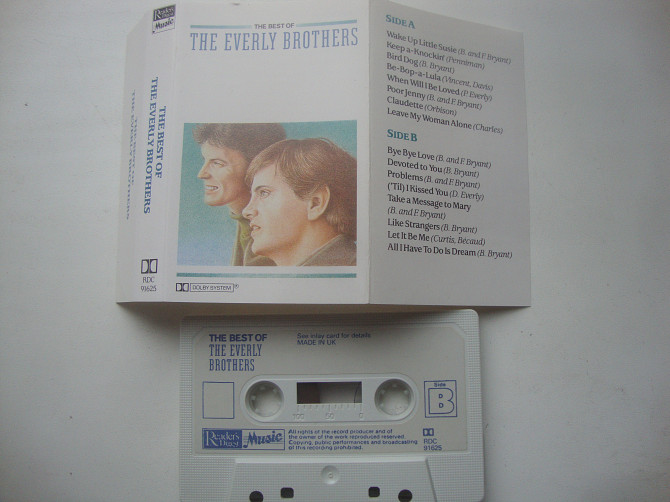 Reader's Digest
Music
THE BEST OF
THE EVERLY BROTHERS
THE BEST OF
THE EVERLY BROTHERS
RDC
91625
THE BEST OF
THE EVERLY BROTHERS
DOLBY SYSTEM
SIDE A
Wake Up Little Susie (B. and F. Bryant)
Keep a-Knockin' (Penniman)
Bird Dog (B. Bryant)
Be-Bop-a-Lula (Vincent, Davis)
When Will I Be Loved (P. Everly)
Poor Jenny (B. and F. Bryant)
Claudette (Orbison)
Leave My Woman Alone (Charles)
SIDE B
Bye Bye Love (B. and F. Bryant)
Devoted to You (B. Bryant)
Problems (B. and F. Bryant)
('Til) I Kissed You (D. Everly)
Take a Message to Mary
(B. and F. Bryant)
Like Strangers (B. Bryant)
Let It Be Me (Curtis, Becaud)
All I Have To Do Is Dream (B. Bryant)
THE BEST OF
THE EVERLY
BROTHERS
See inlay card for details
MADE IN UK
Side
B
100 50 0
Reader's Digest
Music
All rights of the record producer and of
the owner of the work reproduced reserved.
Copying, public performances and broadcasting
of this recording prohibited.
RDC
91625